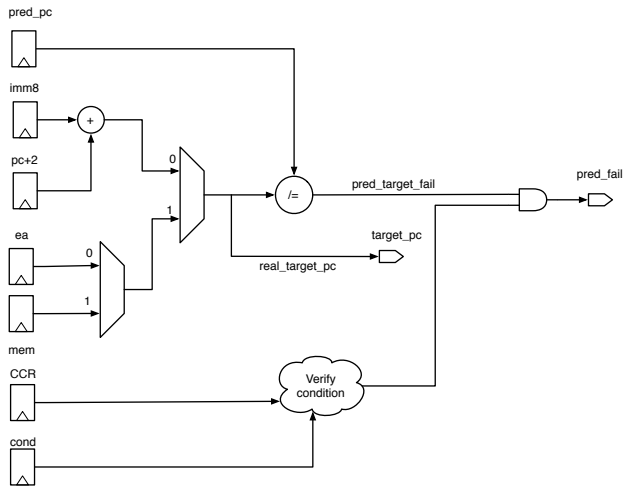 pred_pc
imm8
+
0
pc+2
/=
pred_target_fail
pred_fail
1
ea
target_pc
0
real_target_pc
1
mem
CCR
Verify
condition
cond